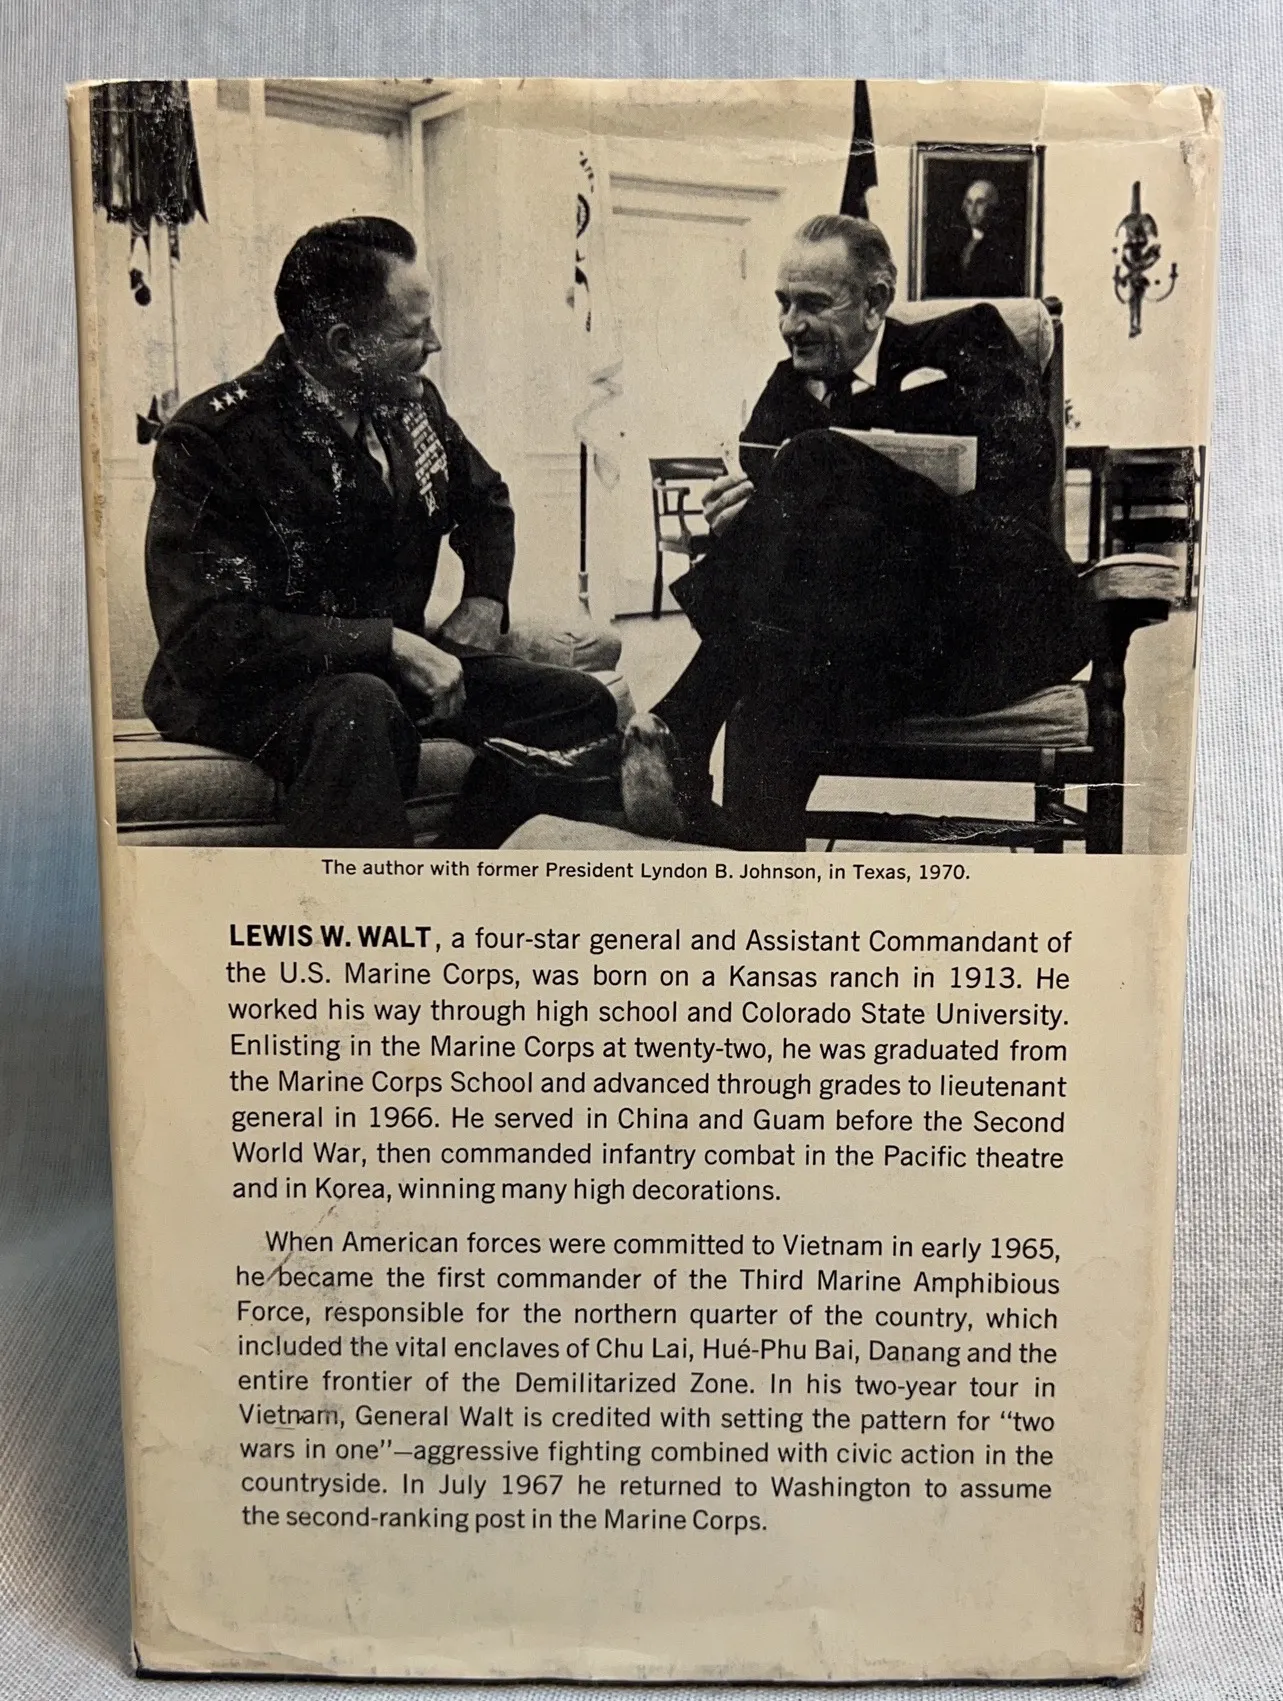 The author with former President Lyndon B. Johnson, in Texas, 1970.
LEWIS W. WALT, a four-star general and Assistant Commandant of
the U.S. Marine Corps, was born on a Kansas ranch in 1913. He
worked his way through high school and Colorado State University.
Enlisting in the Marine Corps at twenty-two, he was graduated from
the Marine Corps School and advanced through grades to lieutenant
general in 1966. He served in China and Guam before the Second
World War, then commanded infantry combat in the Pacific theatre
and in Korea, winning many high decorations.
When American forces were committed to Vietnam in early 1965,
he became the first commander of the Third Marine Amphibious
Force, responsible for the northern quarter of the country, which
included the vital enclaves of Chu Lai, Hué-Phu Bai, Danang and the
entire frontier of the Demilitarized Zone. In his two-year tour in
Vietnam, General Walt is credited with setting the pattern for “two
wars in one”—aggressive fighting combined with civic action in the
countryside. In July 1967 he returned to Washington to assume
the second-ranking post in the Marine Corps.